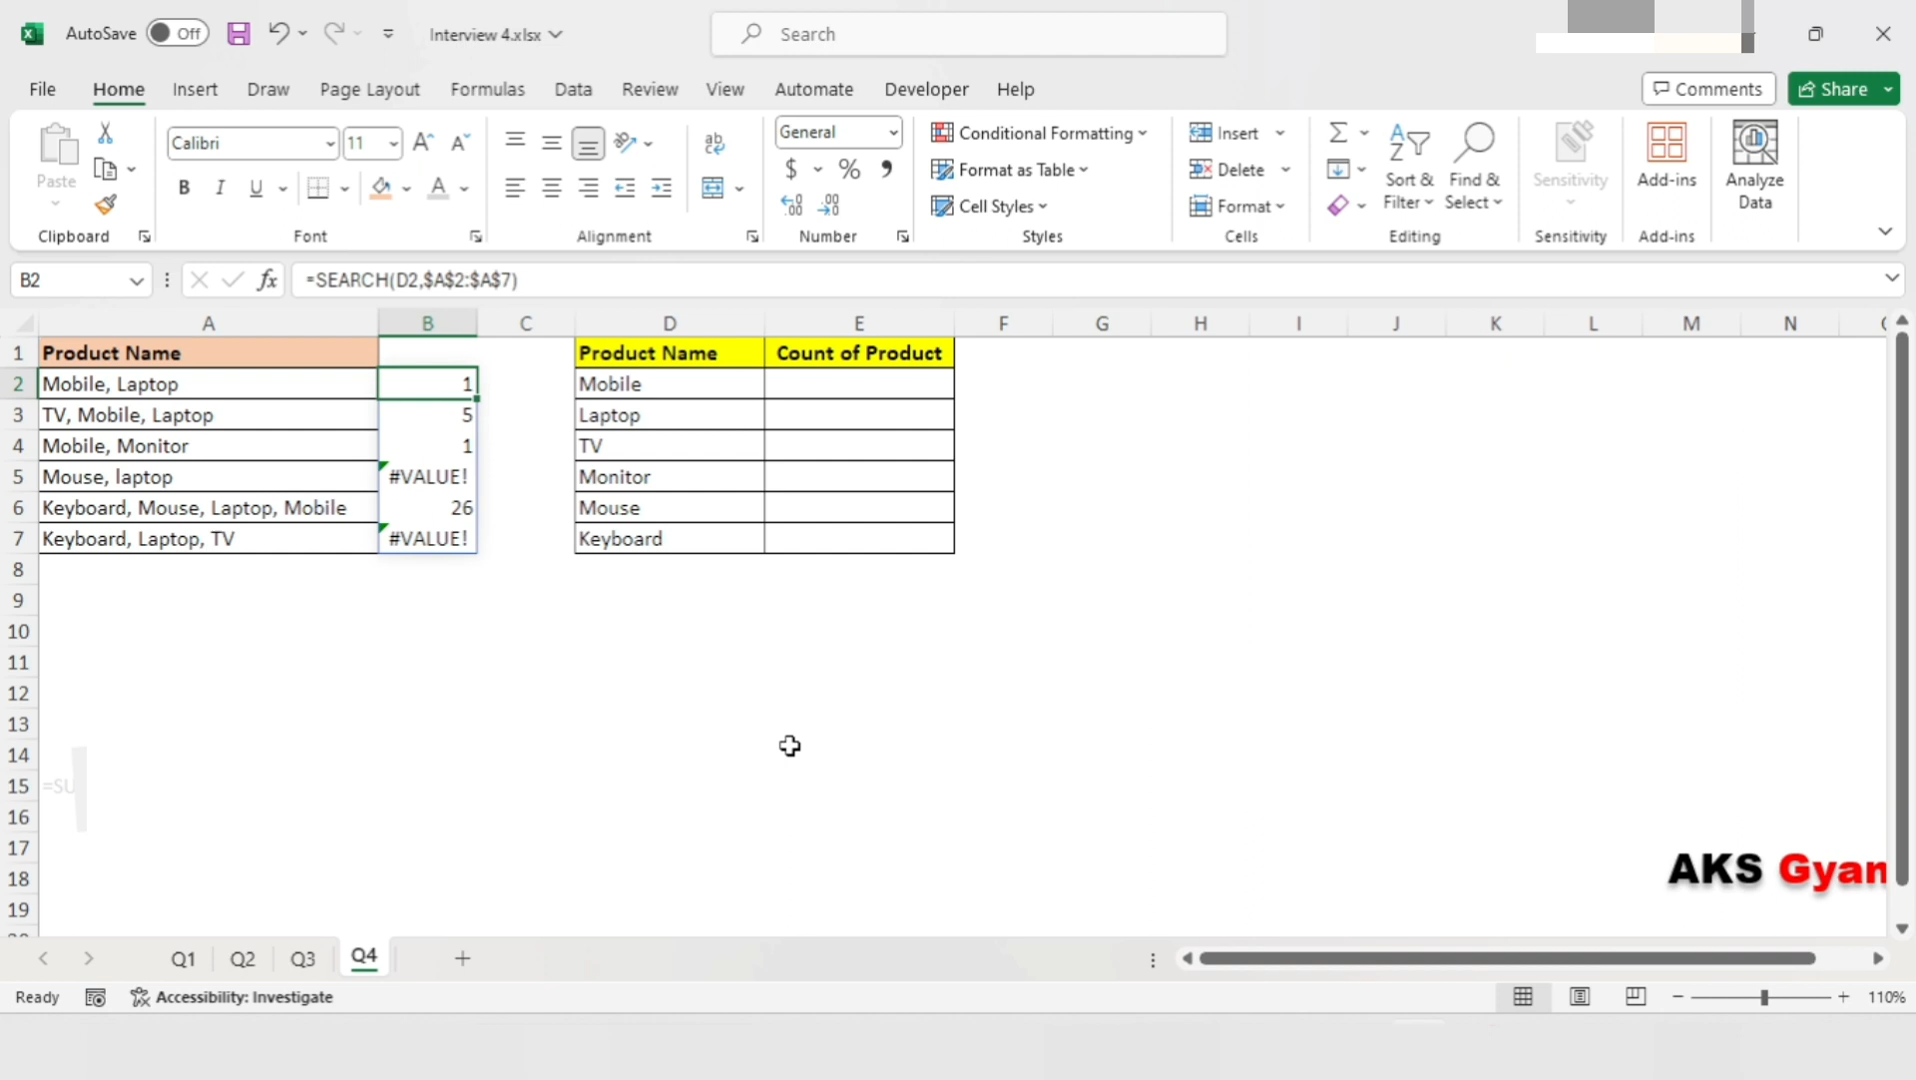 AutoSave Off Interview 4.xlsx Search
File Home Insert Draw Page Layout Formulas Data Review View Automate Developer Help Comments Share
Paste
Clipboard
Calibri 11
B I U A
Font
ab
Alignment
General
$ % ,
Number
Conditional Formatting
Format as Table
Cell Styles
Styles
Insert
Delete
Format
Cells
Sort & Filter
Find & Select
Editing
Sensitivity
Sensitivity
Add-ins
Add-ins
Analyze Data
B2 fx =SEARCH(D2,$A$2:$A$7)
A B C D E F G H I J K L M N
1 Product Name Product Name Count of Product
2 Mobile, Laptop 1 Mobile
3 TV, Mobile, Laptop 5 Laptop
4 Mobile, Monitor 1 TV
5 Mouse, laptop #VALUE! Monitor
6 Keyboard, Mouse, Laptop, Mobile 26 Mouse
7 Keyboard, Laptop, TV #VALUE! Keyboard
8
9
10
11
12
13
14
15 =SU
16
17
18
19
AKS Gyan
Q1 Q2 Q3 Q4
Ready Accessibility: Investigate 110%